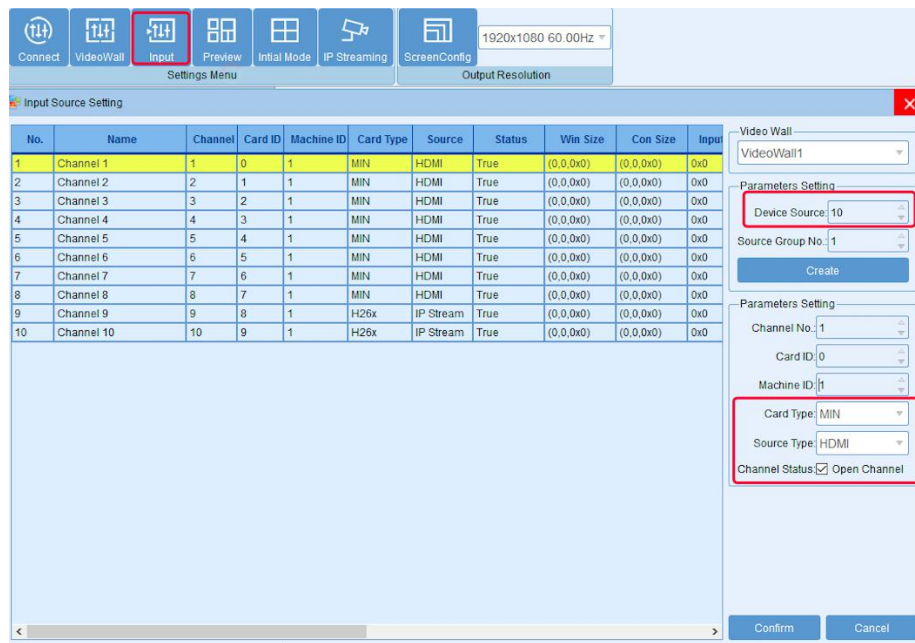 Connect VideoWall Input Preview Intial Mode IP Streaming ScreenConfig 1920x1080 60.00Hz
Settings Menu Output Resolution
Input Source Setting
No. Name Channel Card ID Machine ID Card Type Source Status Win Size Con Size Input
1 Channel 1 1 0 1 MIN HDMI True (0,0,0x0) (0,0,0x0) 0x0
2 Channel 2 2 1 1 MIN HDMI True (0,0,0x0) (0,0,0x0) 0x0
3 Channel 3 3 2 1 MIN HDMI True (0,0,0x0) (0,0,0x0) 0x0
4 Channel 4 4 3 1 MIN HDMI True (0,0,0x0) (0,0,0x0) 0x0
5 Channel 5 5 4 1 MIN HDMI True (0,0,0x0) (0,0,0x0) 0x0
6 Channel 6 6 5 1 MIN HDMI True (0,0,0x0) (0,0,0x0) 0x0
7 Channel 7 7 6 1 MIN HDMI True (0,0,0x0) (0,0,0x0) 0x0
8 Channel 8 8 7 1 MIN HDMI True (0,0,0x0) (0,0,0x0) 0x0
9 Channel 9 9 8 1 H26x IP Stream True (0,0,0x0) (0,0,0x0) 0x0
10 Channel 10 10 9 1 H26x IP Stream True (0,0,0x0) (0,0,0x0) 0x0
Video Wall
VideoWall1
Parameters Setting
Device Source: 10
Source Group No.: 1
Create
Parameters Setting
Channel No.: 1
Card ID: 0
Machine ID: 1
Card Type: MIN
Source Type: HDMI
Channel Status: Open Channel
Confirm Cancel